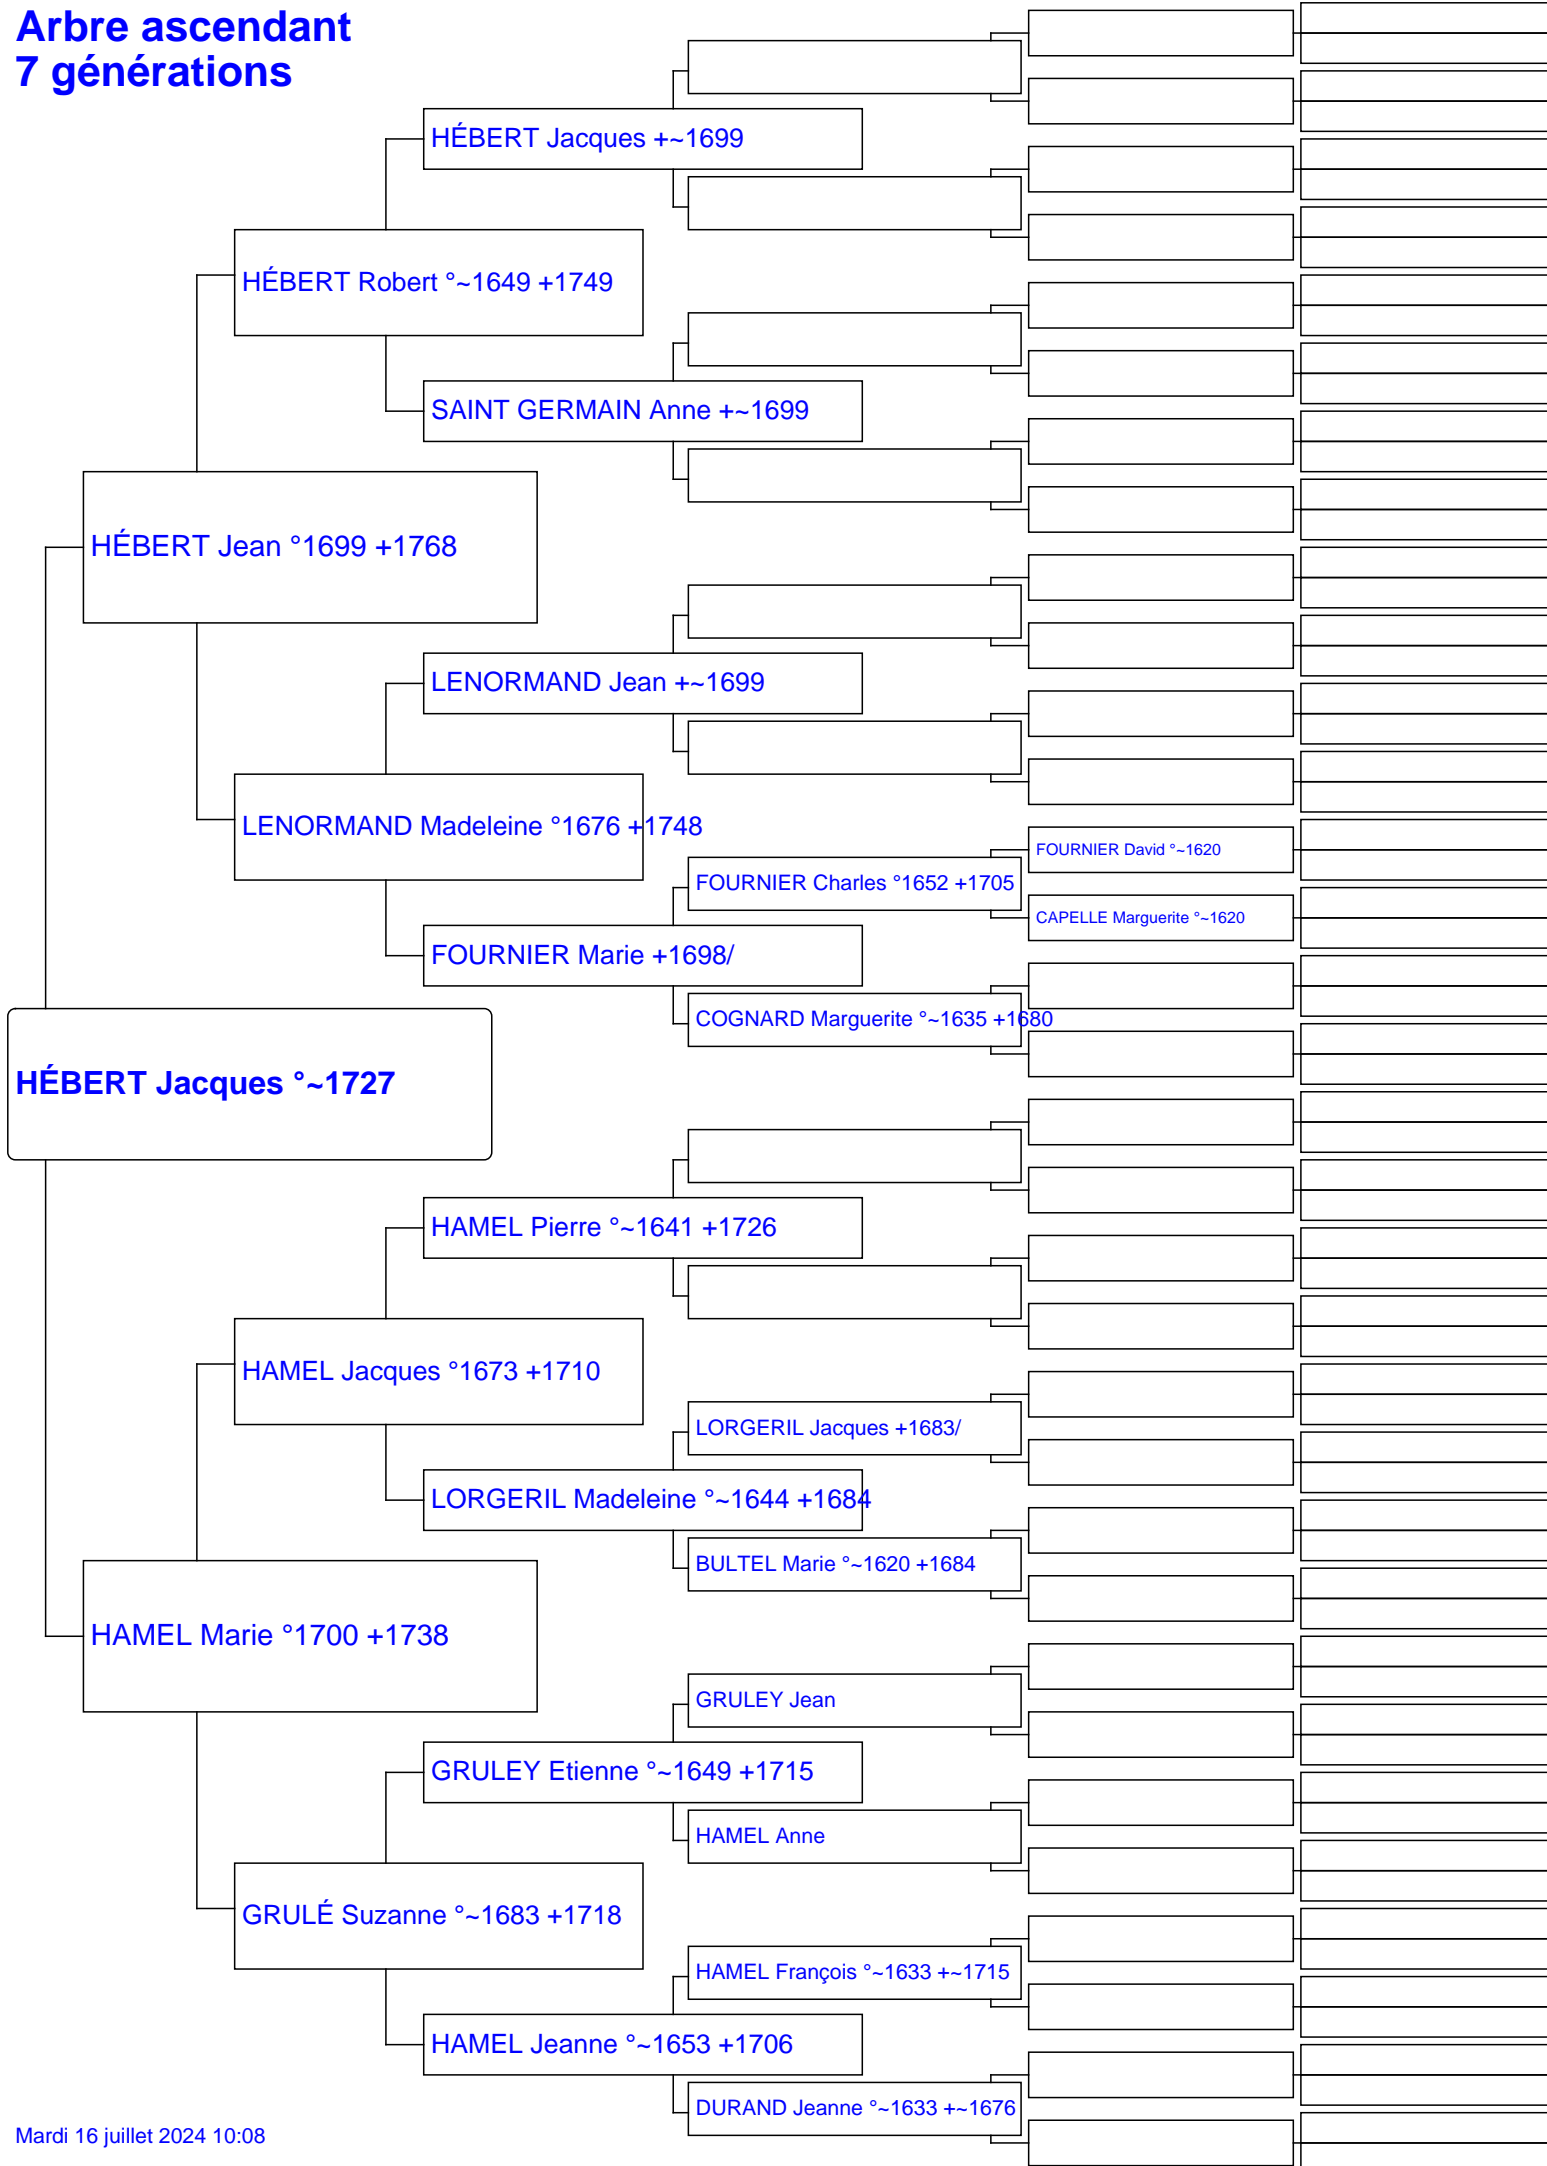 Arbre ascendant
7 générations
HÉBERT Jacques +~1699
HÉBERT Robert °~1649 +1749
SAINT GERMAIN Anne +~1699
HÉBERT Jean °1699 +1768
LENORMAND Jean +~1699
LENORMAND Madeleine °1676 +1748
FOURNIER David °~1620
FOURNIER Charles °1652 +1705
CAPELLE Marguerite °~1620
FOURNIER Marie +1698/
COGNARD Marguerite °~1635 +1680
HÉBERT Jacques °~1727
HAMEL Pierre °~1641 +1726
HAMEL Jacques °1673 +1710
LORGERIL Jacques +1683/
LORGERIL Madeleine °~1644 +1684
BULTEL Marie °~1620 +1684
HAMEL Marie °1700 +1738
GRULEY Jean
GRULEY Etienne °~1649 +1715
HAMEL Anne
GRULÉ Suzanne °~1683 +1718
HAMEL François °~1633 +~1715
HAMEL Jeanne °~1653 +1706
DURAND Jeanne °~1633 +~1676
Mardi 16 juillet 2024 10:08